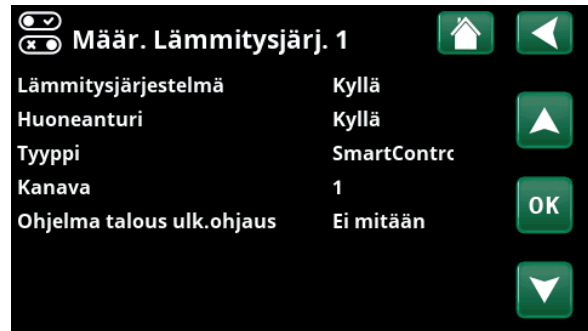 Määr. Lämmitysjärj. 1
Lämmitysjärjestelmä Kyllä
Huoneanturi Kyllä
Tyyppi SmartContrc
Kanava 1
OK
Ohjelma talous ulk.ohjaus Ei mitään